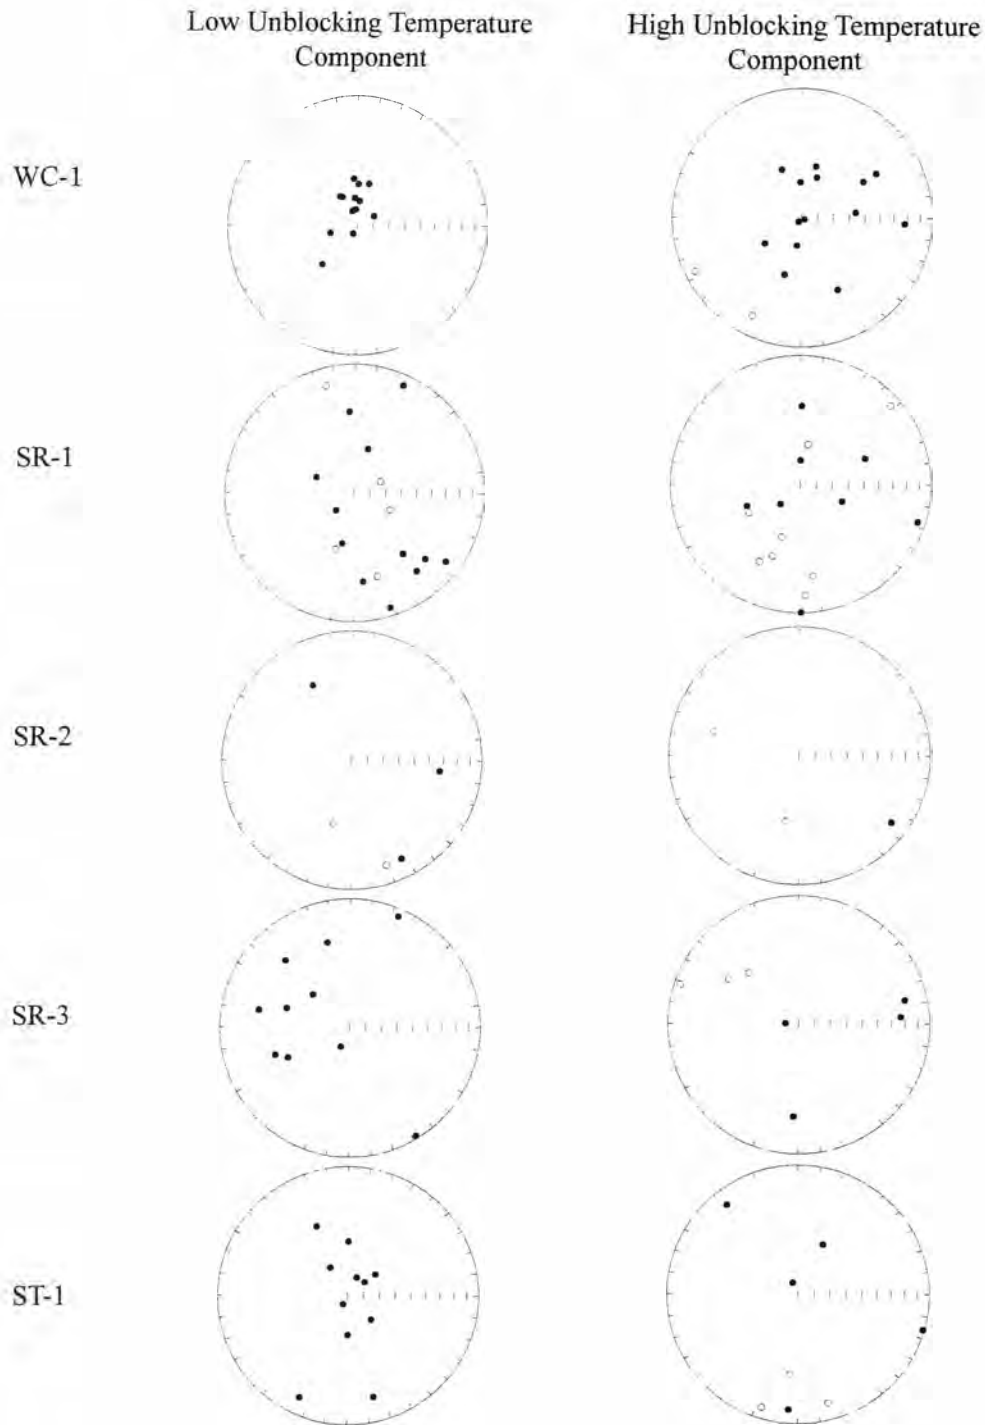 Low Unblocking Temperature
Component
High Unblocking Temperature
Component
WC-1
SR-1
SR-2
SR-3
ST-1